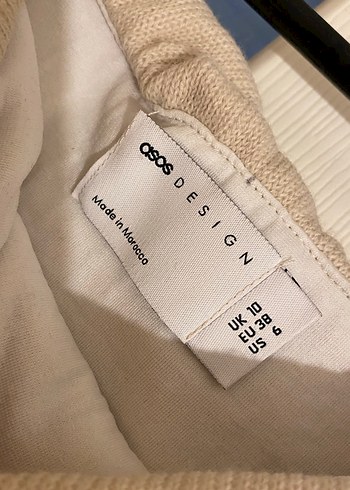 asos DESIGN
Made in Morocco
UK 10
EU 38
US 6